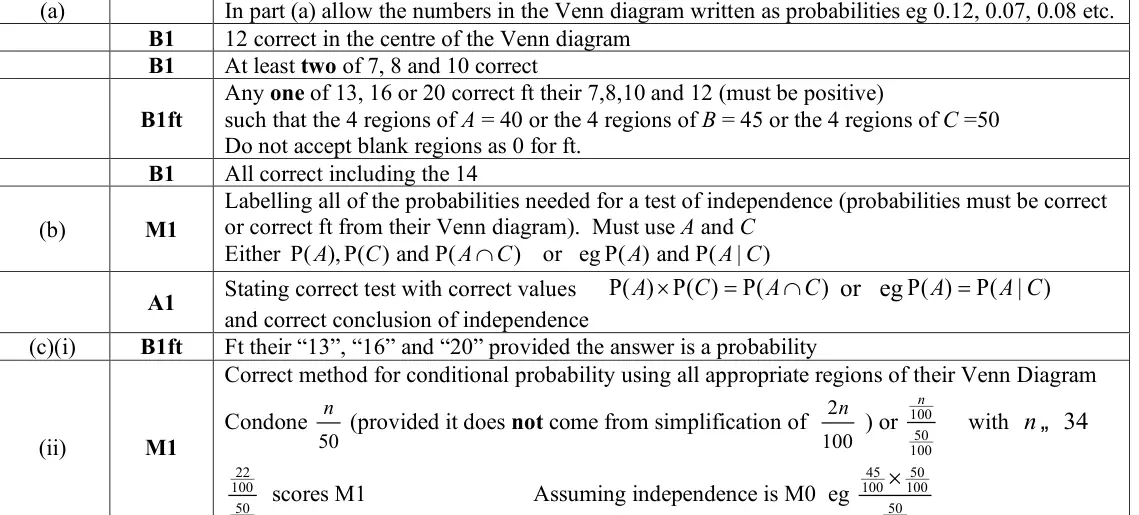 (a) In part (a) allow the numbers in the Venn diagram written as probabilities eg 0.12, 0.07, 0.08 etc.
B1 12 correct in the centre of the Venn diagram
B1 At least two of 7, 8 and 10 correct
Any one of 13, 16 or 20 correct ft their 7,8,10 and 12 (must be positive)
B1ft such that the 4 regions of A = 40 or the 4 regions of B = 45 or the 4 regions of C =50
Do not accept blank regions as 0 for ft.
B1 All correct including the 14
Labelling all of the probabilities needed for a test of independence (probabilities must be correct
(b) M1 or correct ft from their Venn diagram). Must use A and C
Either P(A), P(C) and P(A ∩ C) or eg P(A) and P(A | C)
A1 Stating correct test with correct values P(A) × P(C) = P(A ∩ C) or eg P(A) = P(A | C)
and correct conclusion of independence
(c)(i) B1ft Ft their “13”, “16” and “20” provided the answer is a probability
Correct method for conditional probability using all appropriate regions of their Venn Diagram
(ii) M1 Condone n/50 (provided it does not come from simplification of 2n/100 ) or (n/100)/(50/100) with n „ 34
(22/100)/(50 scores M1 Assuming independence is M0 eg (45/100 × 50/100)/(50